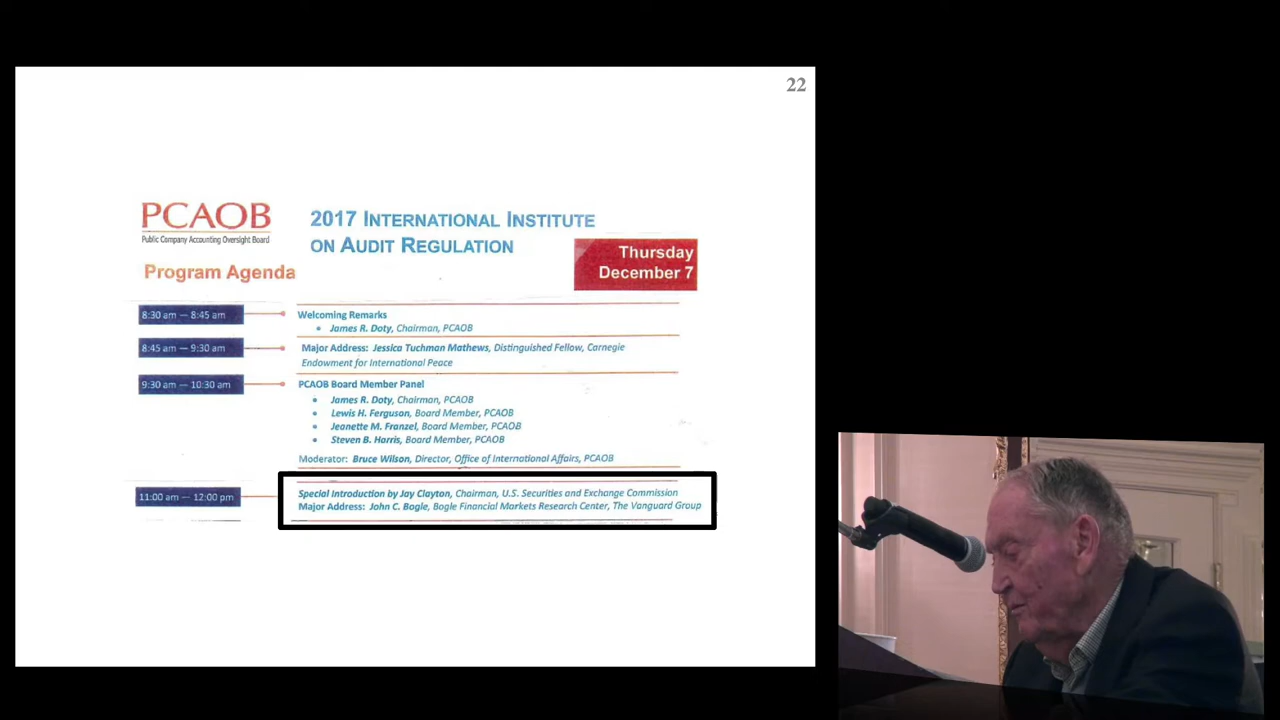 22
PCAOB
Public Company Accounting Oversight Board
2017 INTERNATIONAL INSTITUTE
ON AUDIT REGULATION
Thursday
December 7
Program Agenda
8:30 am — 8:45 am
Welcoming Remarks
• James R. Doty, Chairman, PCAOB
8:45 am — 9:30 am
Major Address: Jessica Tuchman Mathews, Distinguished Fellow, Carnegie
Endowment for International Peace
9:30 am — 10:30 am
PCAOB Board Member Panel
• James R. Doty, Chairman, PCAOB
• Lewis H. Ferguson, Board Member, PCAOB
• Jeanette M. Franzel, Board Member, PCAOB
• Steven B. Harris, Board Member, PCAOB
Moderator: Bruce Wilson, Director, Office of International Affairs, PCAOB
11:00 am — 12:00 pm
Special Introduction by Jay Clayton, Chairman, U.S. Securities and Exchange Commission
Major Address: John C. Bogle, Bogle Financial Markets Research Center, The Vanguard Group